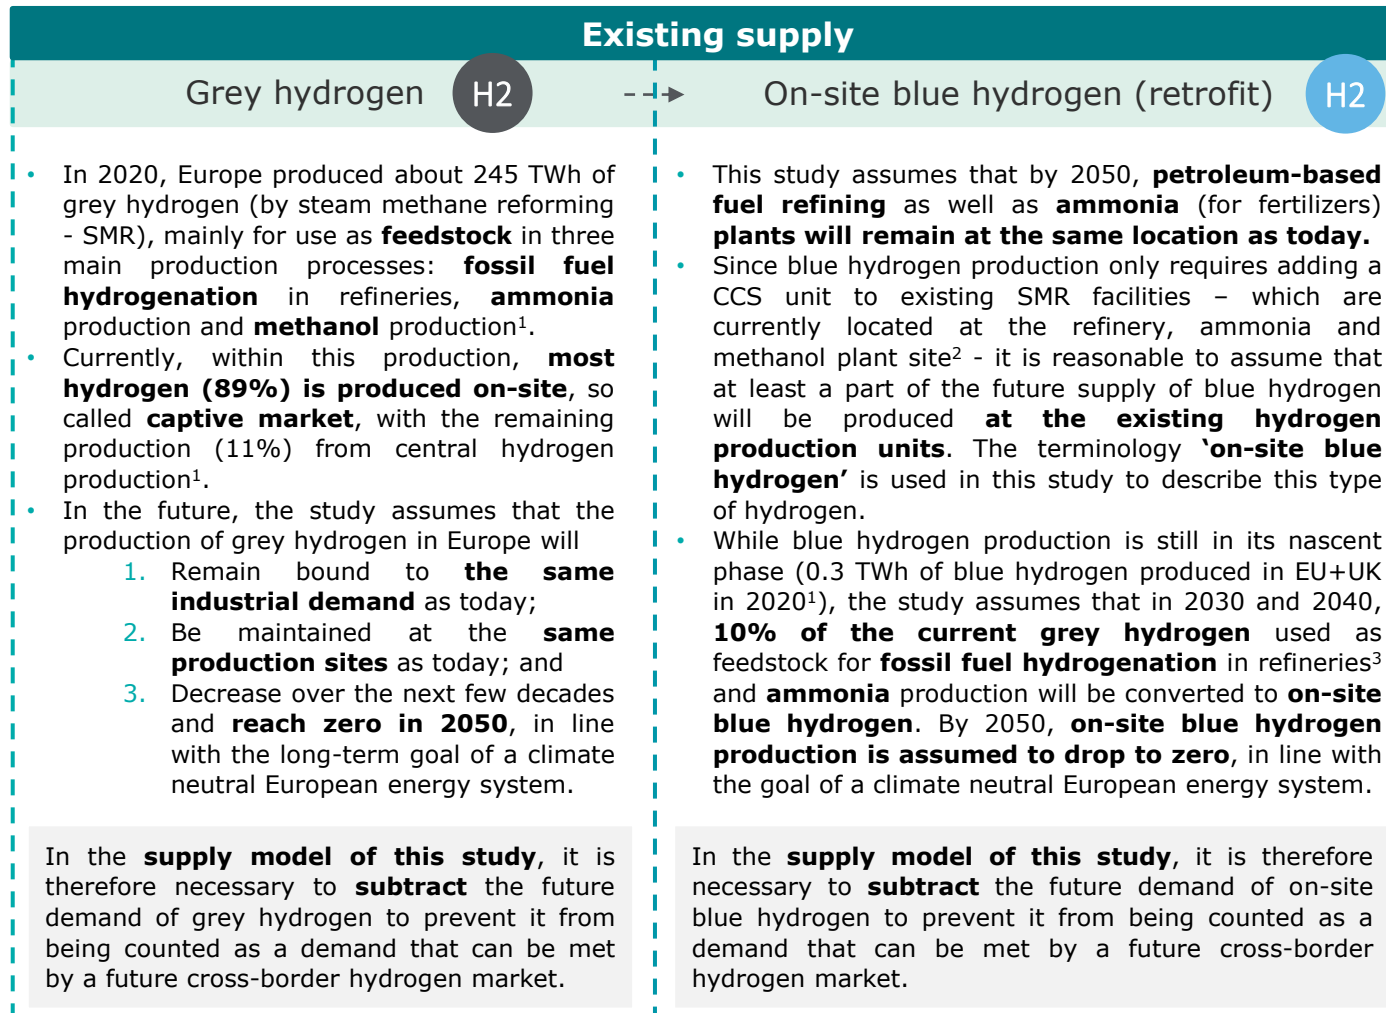 Existing supply
Grey hydrogen
H2
On-site blue hydrogen (retrofit)
H2
• In 2020, Europe produced about 245 TWh of
grey hydrogen (by steam methane reforming
- SMR), mainly for use as feedstock in three
main production processes: fossil fuel
hydrogenation in refineries, ammonia
production and methanol production¹.
• Currently, within this production, most
hydrogen (89%) is produced on-site, so
called captive market, with the remaining
production (11%) from central hydrogen
production¹.
• In the future, the study assumes that the
production of grey hydrogen in Europe will
1. Remain bound to the same
industrial demand as today;
2. Be maintained at the same
production sites as today; and
3. Decrease over the next few decades
and reach zero in 2050, in line
with the long-term goal of a climate
neutral European energy system.
In the supply model of this study, it is
therefore necessary to subtract the future
demand of grey hydrogen to prevent it from
being counted as a demand that can be met
by a future cross-border hydrogen market.
• This study assumes that by 2050, petroleum-based
fuel refining as well as ammonia (for fertilizers)
plants will remain at the same location as today.
• Since blue hydrogen production only requires adding a
CCS unit to existing SMR facilities – which are
currently located at the refinery, ammonia and
methanol plant site² - it is reasonable to assume that
at least a part of the future supply of blue hydrogen
will be produced at the existing hydrogen
production units. The terminology ‘on-site blue
hydrogen’ is used in this study to describe this type
of hydrogen.
• While blue hydrogen production is still in its nascent
phase (0.3 TWh of blue hydrogen produced in EU+UK
in 2020¹), the study assumes that in 2030 and 2040,
10% of the current grey hydrogen used as
feedstock for fossil fuel hydrogenation in refineries³
and ammonia production will be converted to on-site
blue hydrogen. By 2050, on-site blue hydrogen
production is assumed to drop to zero, in line with
the goal of a climate neutral European energy system.
In the supply model of this study, it is therefore
necessary to subtract the future demand of on-site
blue hydrogen to prevent it from being counted as a
demand that can be met by a future cross-border
hydrogen market.